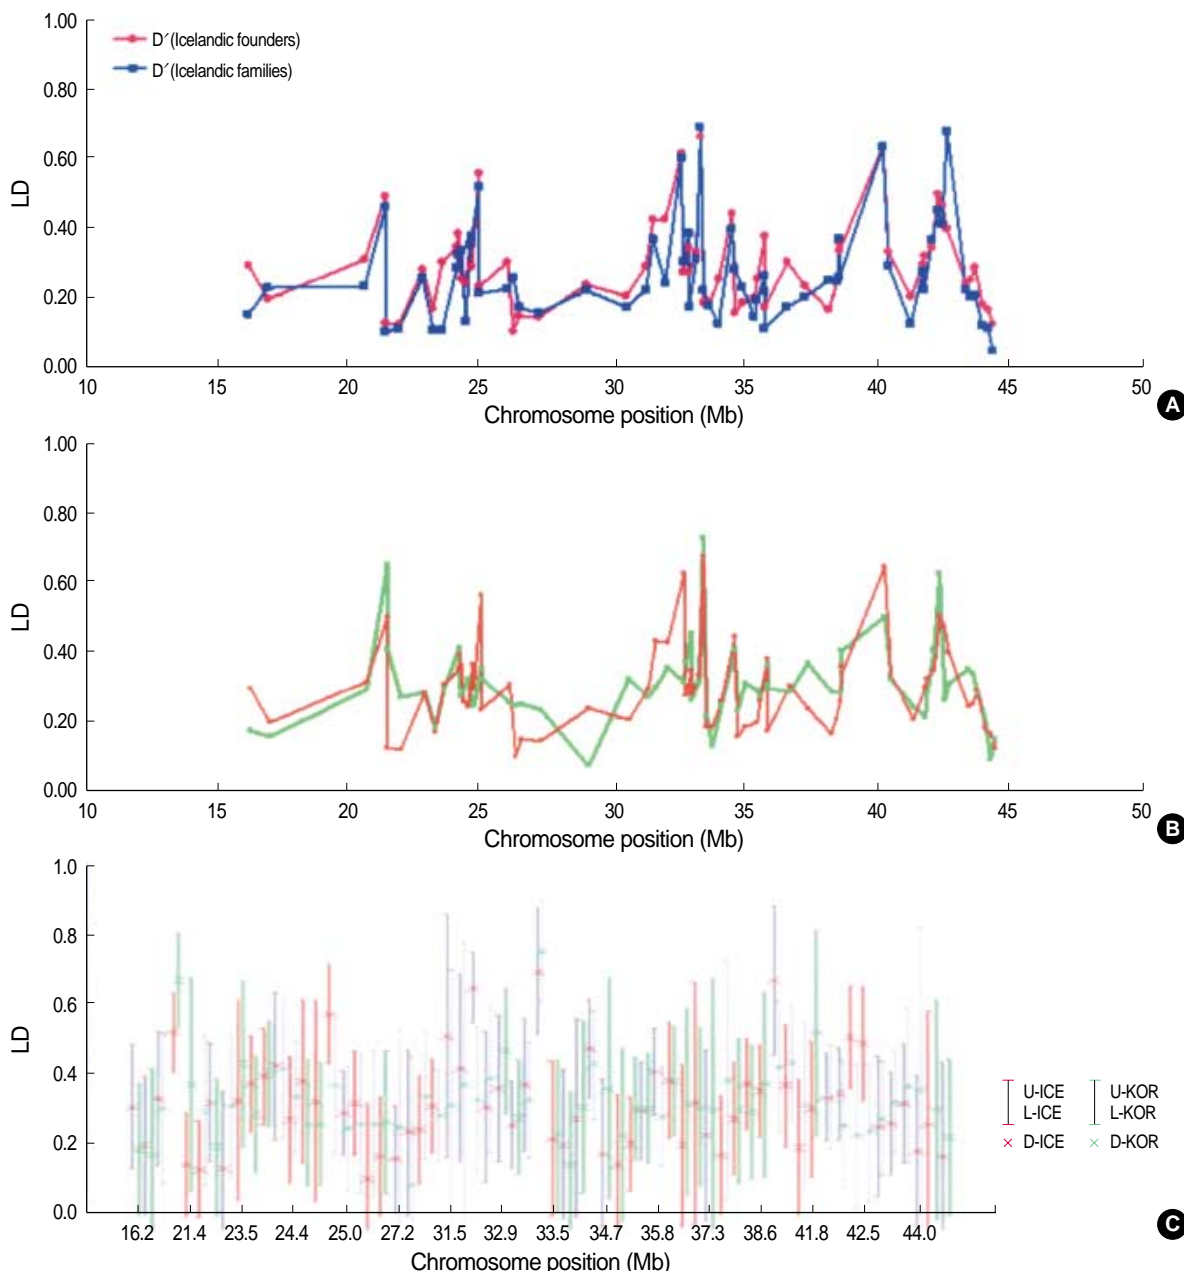 1.00
D´(Icelandic founders)
D´(Icelandic families)
0.80
0.60
LD
0.40
0.20
0.00
10 15 20 25 30 35 40 45 50
Chromosome position (Mb)
A
1.00
0.80
0.60
LD
0.40
0.20
0.00
10 15 20 25 30 35 40 45 50
Chromosome position (Mb)
B
1.0
0.8
0.6
LD
0.4
0.2
0.0
U-ICE U-KOR
L-ICE L-KOR
D-ICE D-KOR
16.2 21.4 23.5 24.4 25.0 27.2 31.5 32.9 33.5 34.7 35.8 37.3 38.6 41.8 42.5 44.0
Chromosome position (Mb)
C